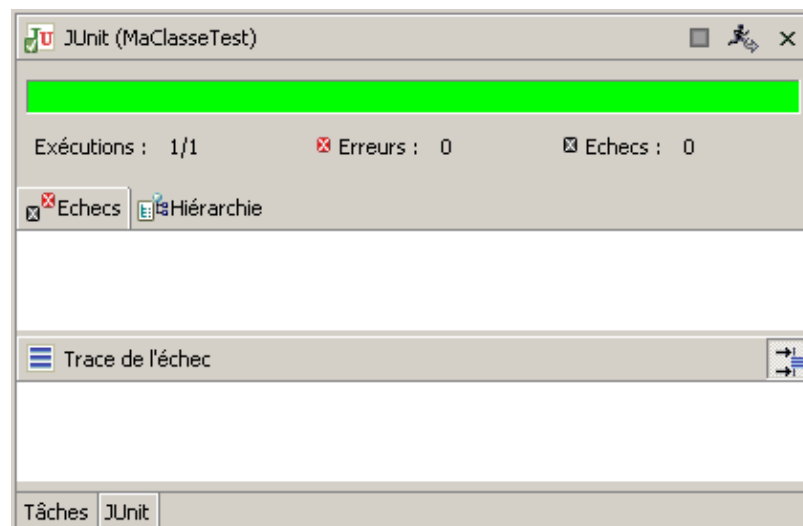 JUnit (MaClasseTest)
Exécutions : 1/1 Erreurs : 0 Echecs : 0
Echecs Hiérarchie
Trace de l'échec
Tâches JUnit